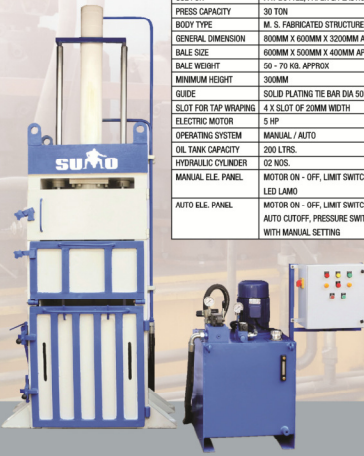 PRESS CAPACITY 30 TON
BODY TYPE M. S. FABRICATED STRUCTURE
GENERAL DIMENSION 800MM X 600MM X 3200MM A
BALE SIZE 600MM X 500MM X 400MM AP
BALE WEIGHT 50 - 70 KG. APPROX
MINIMUM HEIGHT 300MM
GUIDE SOLID PLATING TIE BAR DIA 50
SLOT FOR TAP WRAPING 4 X SLOT OF 20MM WIDTH
ELECTRIC MOTOR 5 HP
OPERATING SYSTEM MANUAL / AUTO
OIL TANK CAPACITY 200 LTRS.
HYDRAULIC CYLINDER 02 NOS.
MANUAL ELE. PANEL MOTOR ON - OFF, LIMIT SWITC
LED LAMO
AUTO ELE. PANEL MOTOR ON - OFF, LIMIT SWITC
AUTO CUTOFF, PRESSURE SWIT
WITH MANUAL SETTING
SUMO